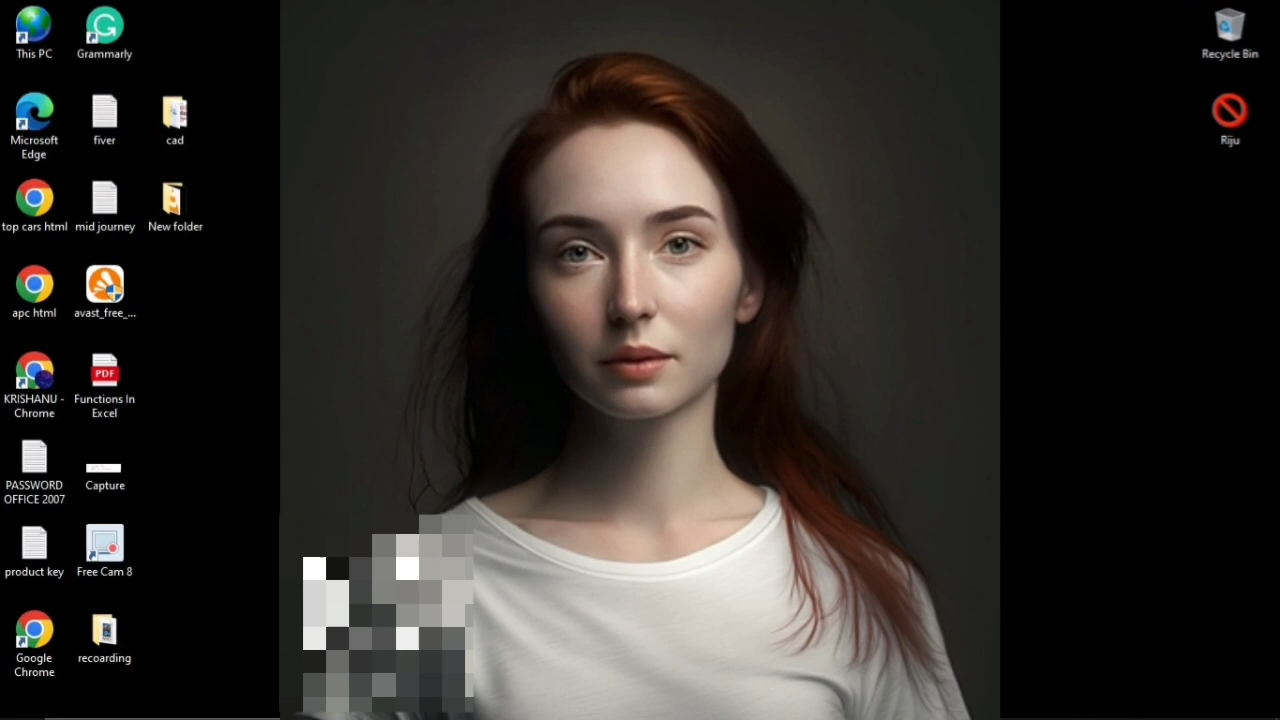 This PC
Grammarly
Recycle Bin
Microsoft
Edge
fiver
cad
Riju
top cars html
mid journey
New folder
apc html
avast_free_...
KRISHANU -
Chrome
PDF
Functions In
Excel
PASSWORD
OFFICE 2007
Capture
product key
Free Cam 8
Google
Chrome
recoarding